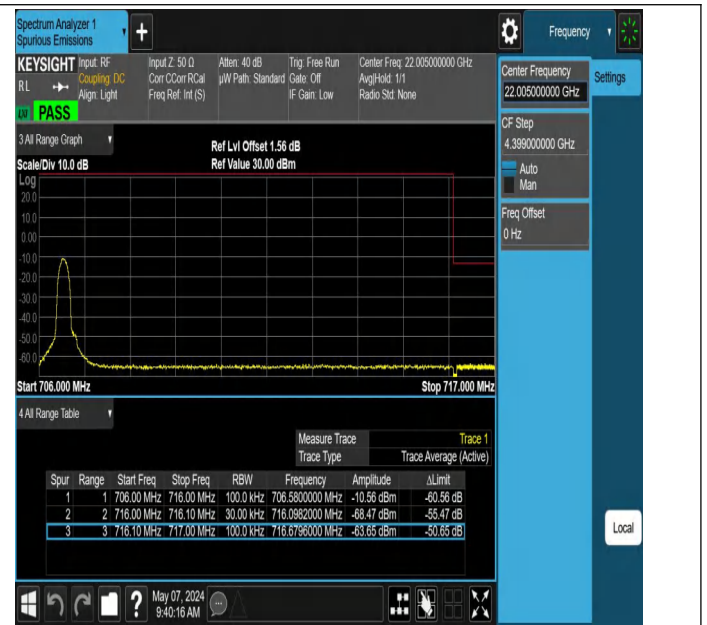 Spectrum Analyzer 1
Spurious Emissions
+
Frequency
KEYSIGHT Input: RF Input Z: 50 Ω Atten: 40 dB Trig: Free Run Center Freq: 22.005000000 GHz
RL Coupling: DC Corr CCorr RCal µW Path: Standard Gate: Off Avg|Hold: 1/1
Align: Light Freq Ref: Int (S) IF Gain: Low Radio Std: None
PASS
Center Frequency
22.005000000 GHz
Settings
CF Step
4.399000000 GHz
Auto
Man
Freq Offset
0 Hz
3 All Range Graph
Ref Lvl Offset 1.56 dB
Scale/Div 10.0 dB Ref Value 30.00 dBm
Log
20.0
10.0
0.00
-10.0
-20.0
-30.0
-40.0
-50.0
-60.0
Start 706.000 MHz Stop 717.000 MHz
4 All Range Table
Measure Trace Trace 1
Trace Type Trace Average (Active)
Spur Range Start Freq Stop Freq RBW Frequency Amplitude ΔLimit
1 1 706.00 MHz 716.00 MHz 100.0 kHz 706.5800000 MHz -10.56 dBm -60.56 dB
2 2 716.00 MHz 716.10 MHz 30.00 kHz 716.0982000 MHz -68.47 dBm -55.47 dB
3 3 716.10 MHz 717.00 MHz 100.0 kHz 716.6796000 MHz -63.65 dBm -50.65 dB
Local
?
May 07, 2024
9:40:16 AM